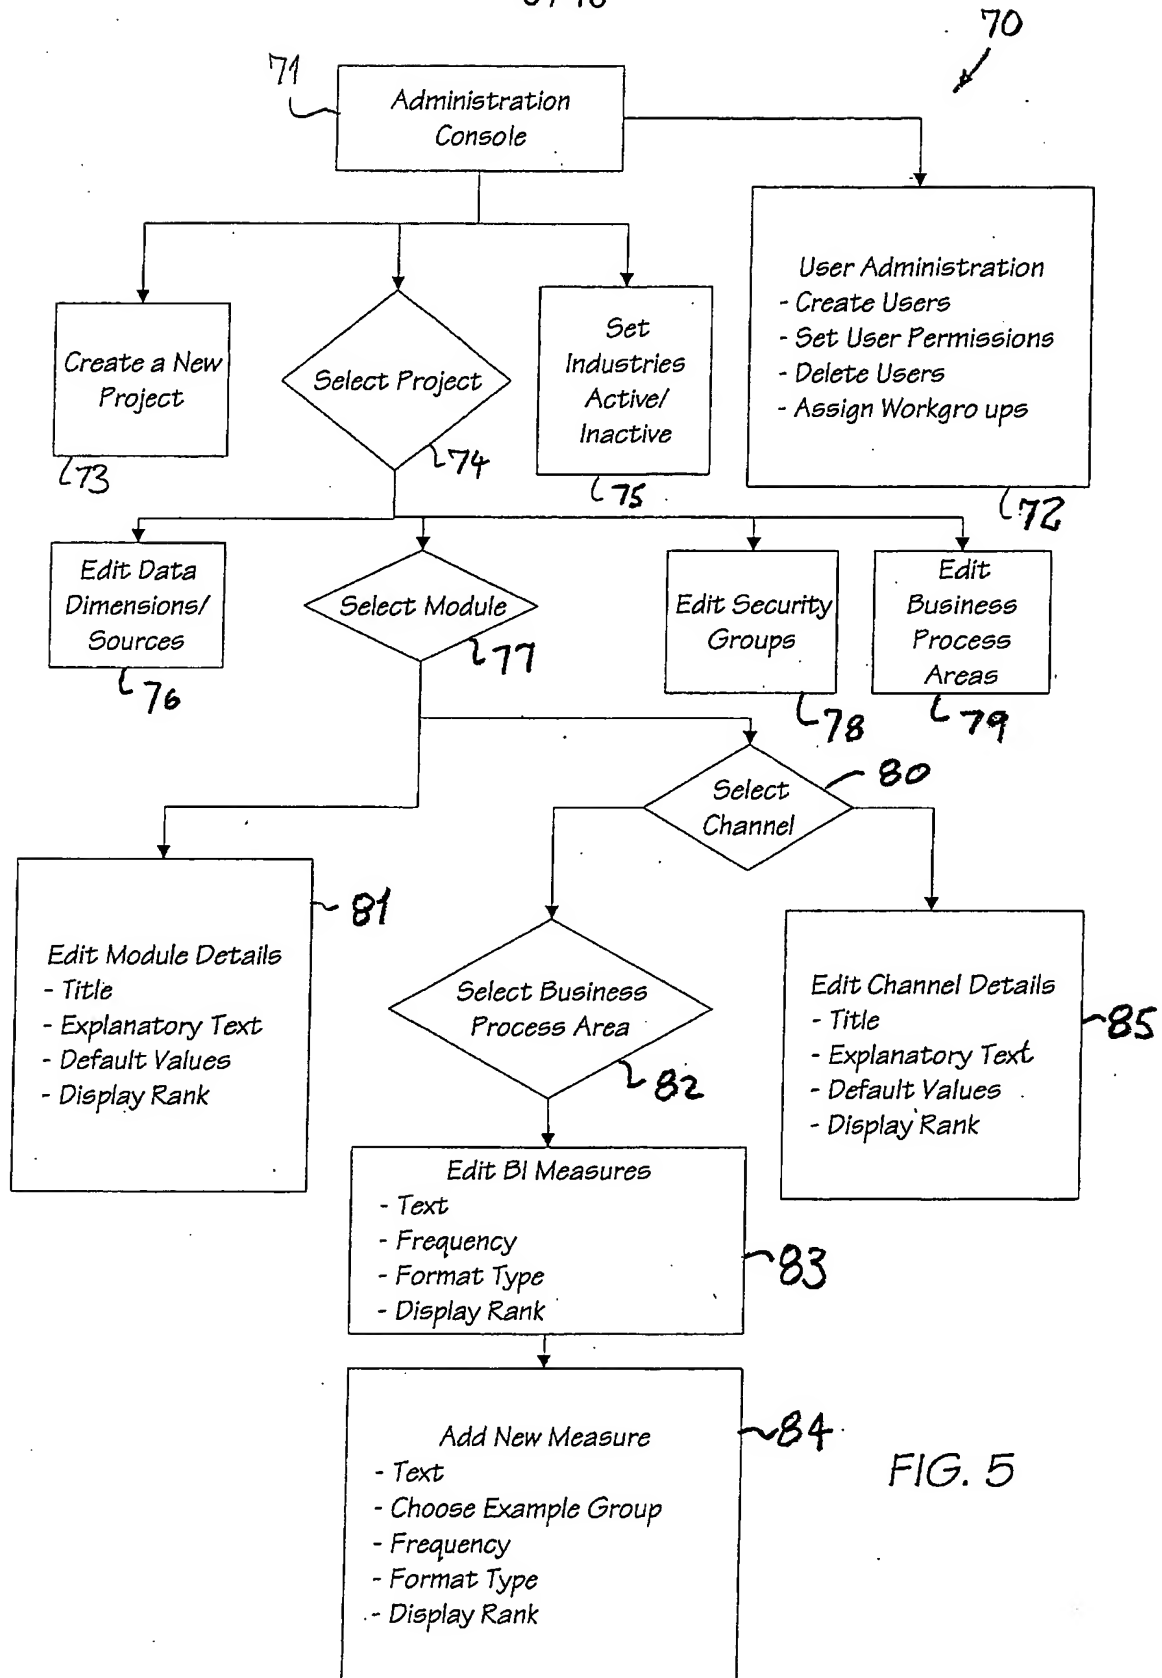 70
71
Administration
Console
User Administration
- Create Users
- Set User Permissions
- Delete Users
- Assign Workgro ups
72
Create a New
Project
73
Select Project
74
Set
Industries
Active/
Inactive
75
Edit Data
Dimensions/
Sources
76
Select Module
77
Edit Security
Groups
78
Edit
Business
Process
Areas
79
Select
Channel
80
Edit Module Details
- Title
- Explanatory Text
- Default Values
- Display Rank
81
Select Business
Process Area
82
Edit Channel Details
- Title
- Explanatory Text
- Default Values
- Display Rank
85
Edit BI Measures
- Text
- Frequency
- Format Type
- Display Rank
83
Add New Measure
- Text
- Choose Example Group
- Frequency
- Format Type
- Display Rank
84
FIG. 5